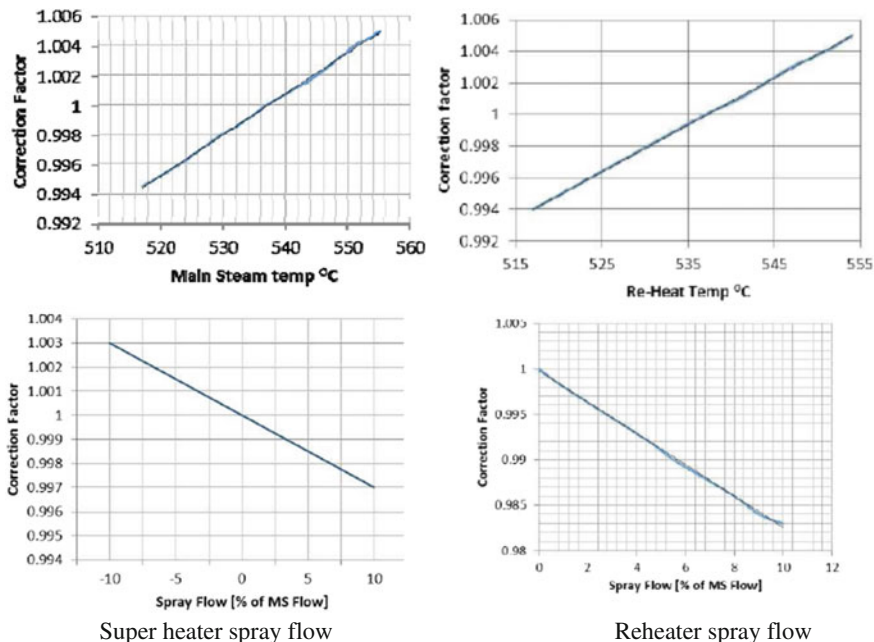 1.006
1.004
1.002
1
0.998
0.996
0.994
0.992
Correction Factor
510 520 530 540 550 560
Main Steam temp ºC
1.006
1.004
1.002
1
0.998
0.996
0.994
0.992
Correction factor
515 525 535 545 555
Re-Heat Temp ºC
1.004
1.003
1.002
1.001
1
0.999
0.998
0.997
0.996
0.995
0.994
Correction Factor
-10 -5 0 5 10
Spray Flow [% of MS Flow]
Super heater spray flow
1.005
1
0.995
0.99
0.985
0.98
Correction Factor
0 2 4 6 8 10 12
Spray Flow [% of MS Flow]
Reheater spray flow